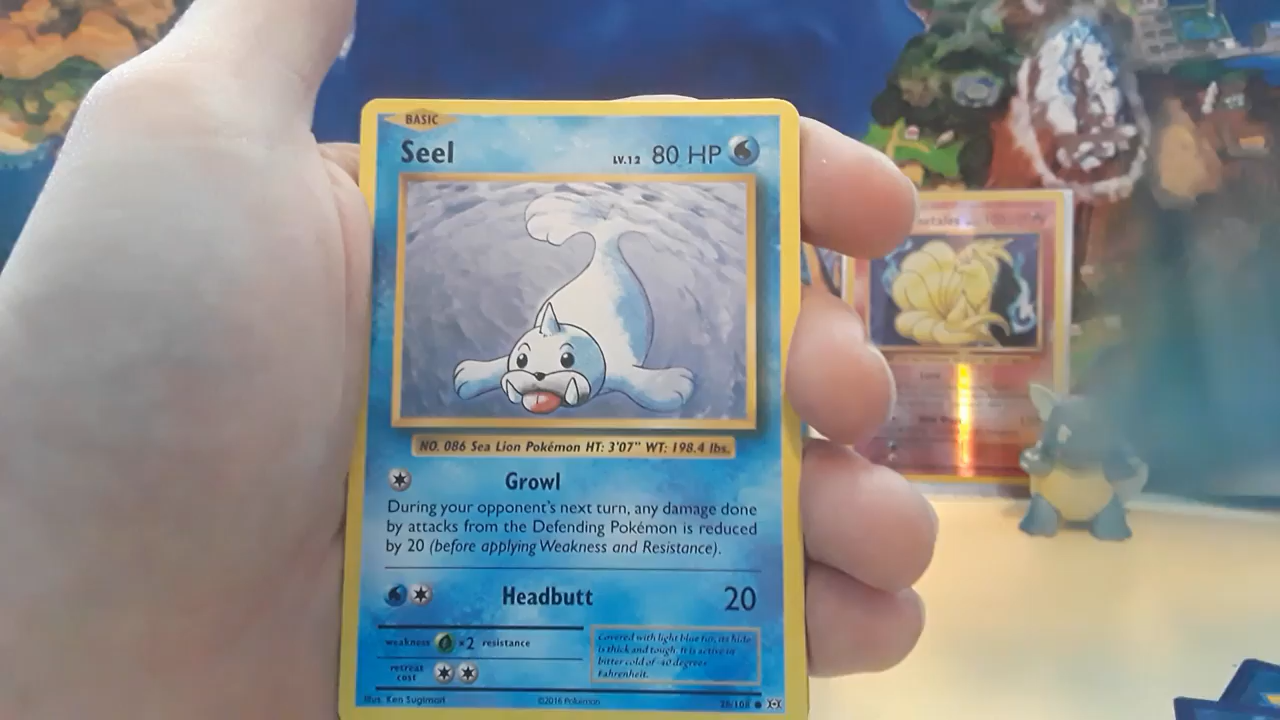 BASIC
Seel LV.12 80 HP
NO. 086 Sea Lion Pokémon HT: 3'07" WT: 198.4 lbs.
Growl
During your opponent's next turn, any damage done
by attacks from the Defending Pokémon is reduced
by 20 (before applying Weakness and Resistance).
Headbutt 20
weakness ×2 resistance
retreat
cost
Covered with light blue fur, its hide
is thick and tough. It is active in
bitter cold of -40 degrees
Fahrenheit.
Illus. Ken Sugimori ©2016 Pokémon 28/108